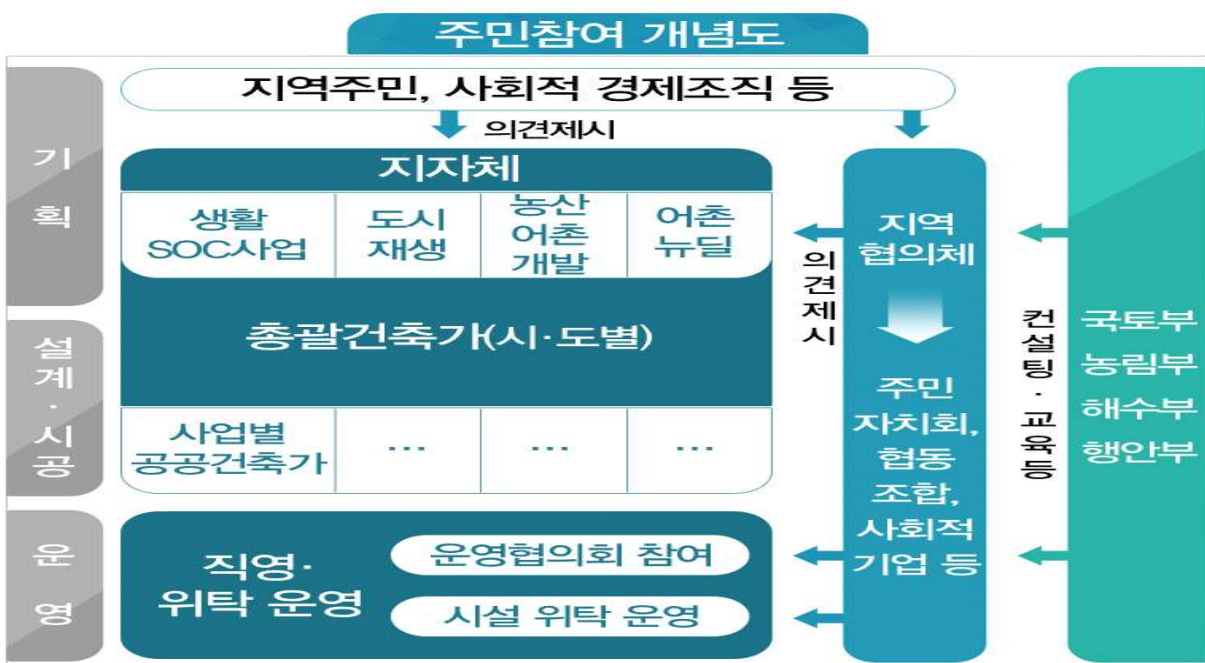 주민참여 개념도
지역주민, 사회적 경제조직 등
의견제시
기
획
지자체
생활
SOC사업
도시
재생
농산
어촌
개발
어촌
뉴딜
총괄건축가(시·도별)
설
계
·
시
공
사업별
공공건축가
...
...
...
의
견
제
시
지역
협의체
주민
자치회,
협동
조합,
사회적
기업 등
컨
설
팅
·
교
육
등
국토부
농림부
해수부
행안부
운
영
직영·
위탁 운영
운영협의회 참여
시설 위탁 운영